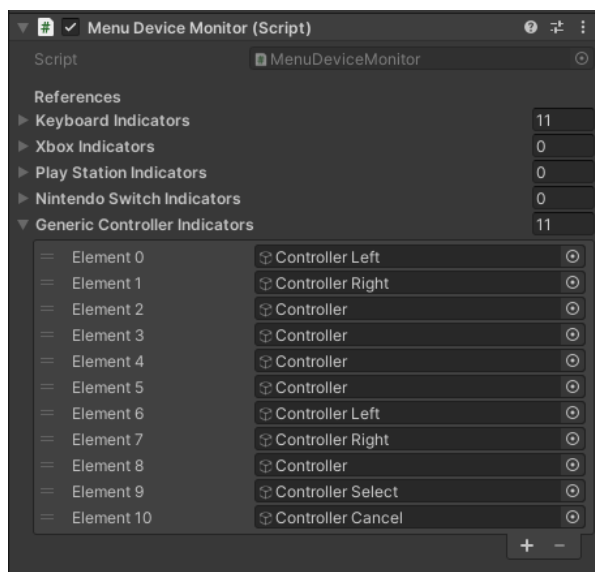 Menu Device Monitor (Script)
Script MenuDeviceMonitor
References
Keyboard Indicators 11
Xbox Indicators 0
Play Station Indicators 0
Nintendo Switch Indicators 0
Generic Controller Indicators 11
Element 0 Controller Left
Element 1 Controller Right
Element 2 Controller
Element 3 Controller
Element 4 Controller
Element 5 Controller
Element 6 Controller Left
Element 7 Controller Right
Element 8 Controller
Element 9 Controller Select
Element 10 Controller Cancel